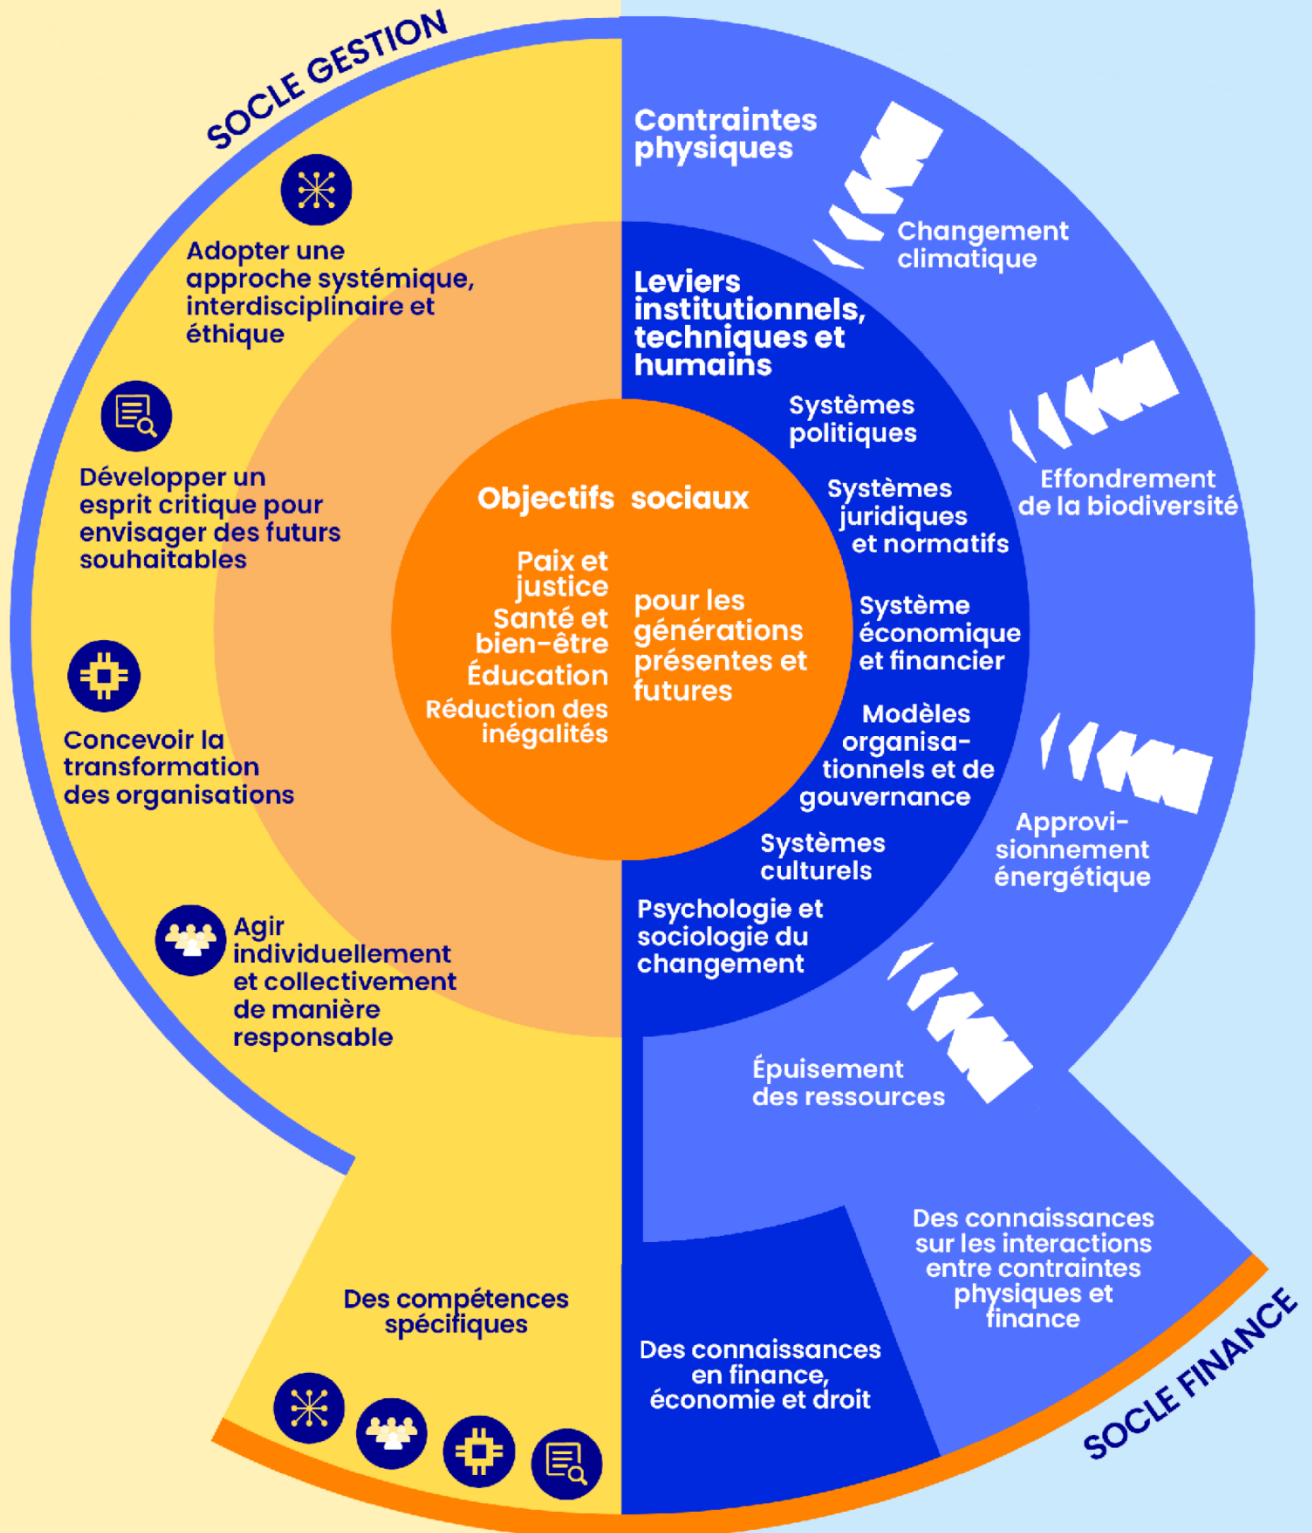 SOCLE GESTION
Adopter une
approche systémique,
interdisciplinaire et
éthique
Développer un
esprit critique pour
envisager des futurs
souhaitables
Concevoir la
transformation
des organisations
Agir
individuellement
et collectivement
de manière
responsable
Objectifs sociaux
Paix et
justice
Santé et
bien-être
Éducation
Réduction des
inégalités
pour les
générations
présentes et
futures
Contraintes
physiques
Changement
climatique
Effondrement
de la biodiversité
Approvi-
sionnement
énergétique
Épuisement
des ressources
Leviers
institutionnels,
techniques et
humains
Systèmes
politiques
Systèmes
juridiques
et normatifs
Système
économique
et financier
Modèles
organisa-
tionnels et de
gouvernance
Systèmes
culturels
Psychologie et
sociologie du
changement
Des compétences
spécifiques
Des connaissances
en finance,
économie et droit
Des connaissances
sur les interactions
entre contraintes
physiques et
finance
SOCLE FINANCE